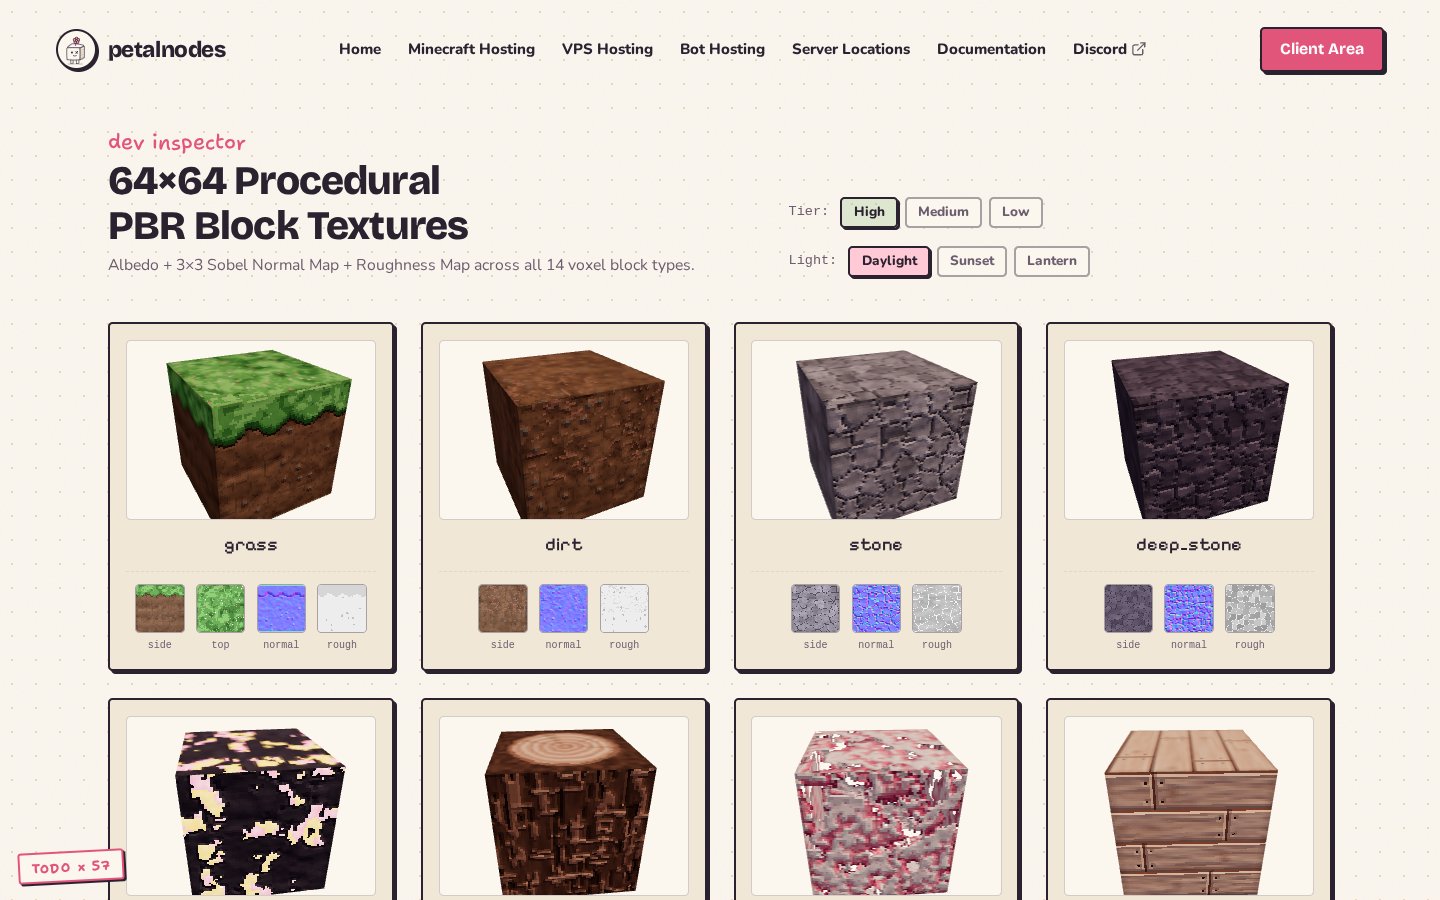 petalnodes
Home
Minecraft Hosting
VPS Hosting
Bot Hosting
Server Locations
Documentation
Discord
Client Area
dev inspector
64×64 Procedural
PBR Block Textures
Albedo + 3×3 Sobel Normal Map + Roughness Map across all 14 voxel block types.
Tier:
High
Medium
Low
Light:
Daylight
Sunset
Lantern
grass
side
top
normal
rough
dirt
side
normal
rough
stone
side
normal
rough
deep_stone
side
normal
rough
TODO x 57